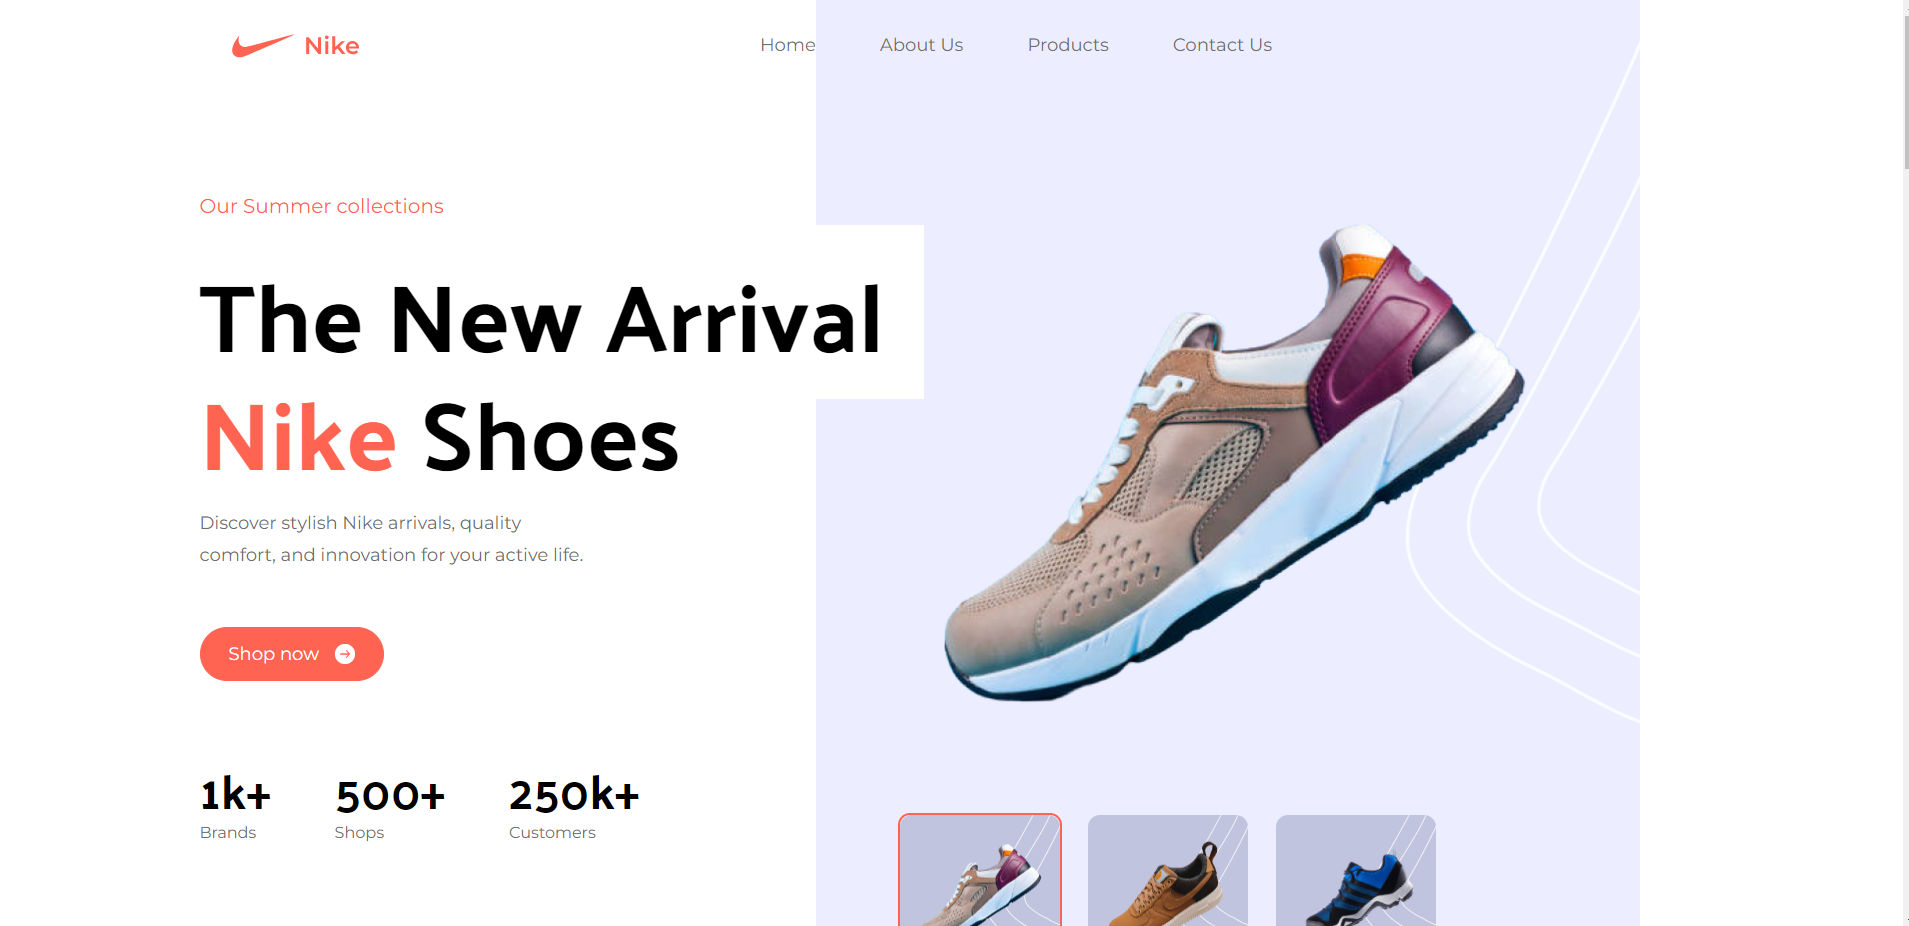 Nike
Home About Us Products Contact Us
Our Summer collections
The New Arrival
Nike Shoes
Discover stylish Nike arrivals, quality
comfort, and innovation for your active life.
Shop now
1k+ 500+ 250k+
Brands Shops Customers